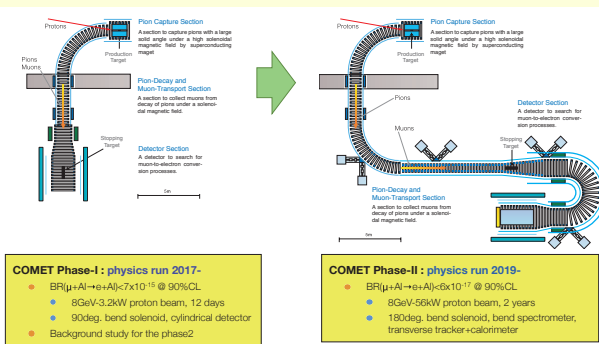 Protons
Pion Capture Section
A section to capture pions with a large
solid angle under a high solenoidal
magnetic field by superconducting
maget
Production
Target
Pions
Muons
Pion-Decay and
Muon-Transport Section
A section to collect muons from
decay of pions under a solenoi-
dal magnetic field.
Stopping
Target
Detector Section
A detector to search for
muon-to-electron conver-
sion processes.
5m
COMET Phase-I : physics run 2017-
BR(μ+Al→e+Al)<7x10⁻¹⁵ @ 90%CL
8GeV-3.2kW proton beam, 12 days
90deg. bend solenoid, cylindrical detector
Background study for the phase2
Protons
Pion Capture Section
A section to capture pions with a large
solid angle under a high solenoidal
magnetic field by superconducting
maget
Production
Target
Pions
Muons
Detector Section
A detector to search for
muon-to-electron conver-
sion processes.
Stopping
Target
Pion-Decay and
Muon-Transport Section
A section to collect muons from
decay of pions under a solenoi-
dal magnetic field.
5m
COMET Phase-II : physics run 2019-
BR(μ+Al→e+Al)<6x10⁻¹⁷ @ 90%CL
8GeV-56kW proton beam, 2 years
180deg. bend solenoid, bend spectrometer,
transverse tracker+calorimeter